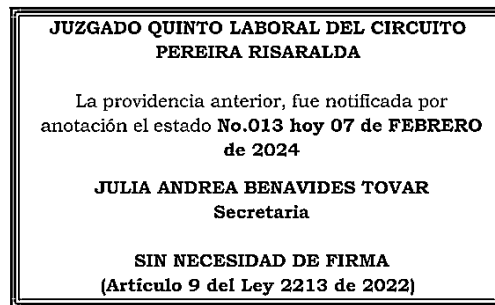 JUZGADO QUINTO LABORAL DEL CIRCUITO
PEREIRA RISARALDA
La providencia anterior, fue notificada por
anotación el estado No.013 hoy 07 de FEBRERO
de 2024
JULIA ANDREA BENAVIDES TOVAR
Secretaria
SIN NECESIDAD DE FIRMA
(Artículo 9 del Ley 2213 de 2022)